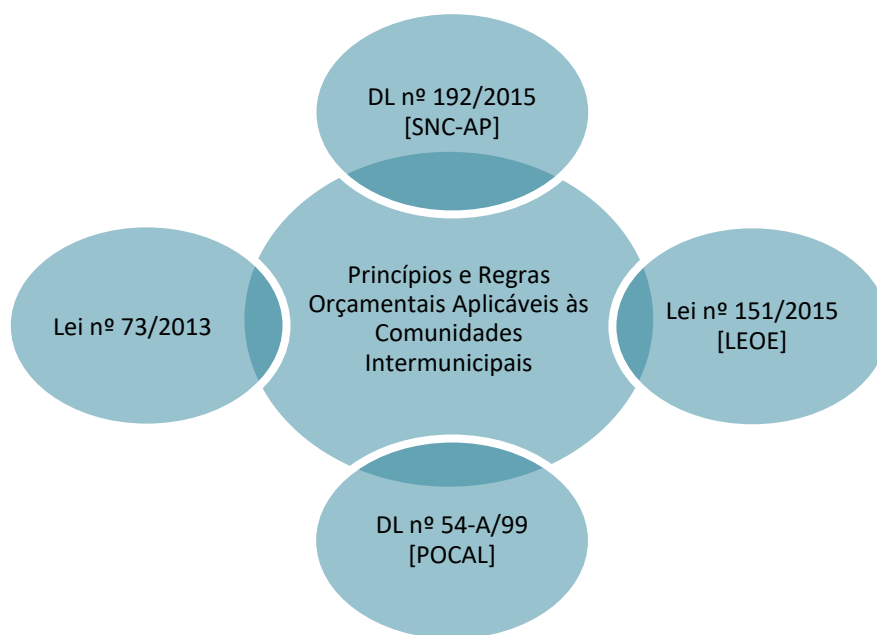 DL nº 192/2015
[SNC-AP]
Princípios e Regras
Orçamentais Aplicáveis às
Comunidades
Intermunicipais
Lei nº 73/2013
Lei nº 151/2015
[LEOE]
DL nº 54-A/99
[POCAL]